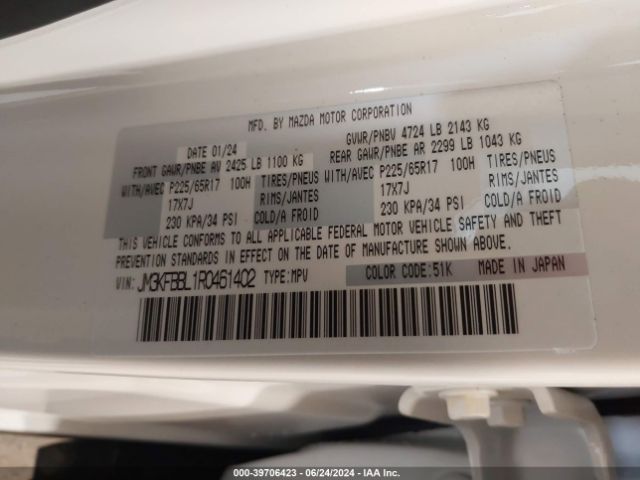 MFD. BY MAZDA MOTOR CORPORATION
DATE 01/24 GVWR/PNBV 4724 LB 2143 KG
FRONT GAWR/PNBE AV 2425 LB 1100 KG REAR GAWR/PNBE AR 2299 LB 1043 KG
WITH/AVEC P225/65R17 100H TIRES/PNEUS WITH/AVEC P225/65R17 100H TIRES/PNEUS
17X7J RIMS/JANTES 17X7J RIMS/JANTES
230 KPA/34 PSI COLD/A FROID 230 KPA/34 PSI COLD/A FROID
THIS VEHICLE CONFORMS TO ALL APPLICABLE FEDERAL MOTOR VEHICLE SAFETY AND THEFT
PREVENTION STANDARDS IN EFFECT ON THE DATE OF MANUFACTURE SHOWN ABOVE.
VIN: JM3KFBBL1R0461402 TYPE:MPV COLOR CODE:51K MADE IN JAPAN
000-39706423 | 06/24/2024 | IAA Inc.